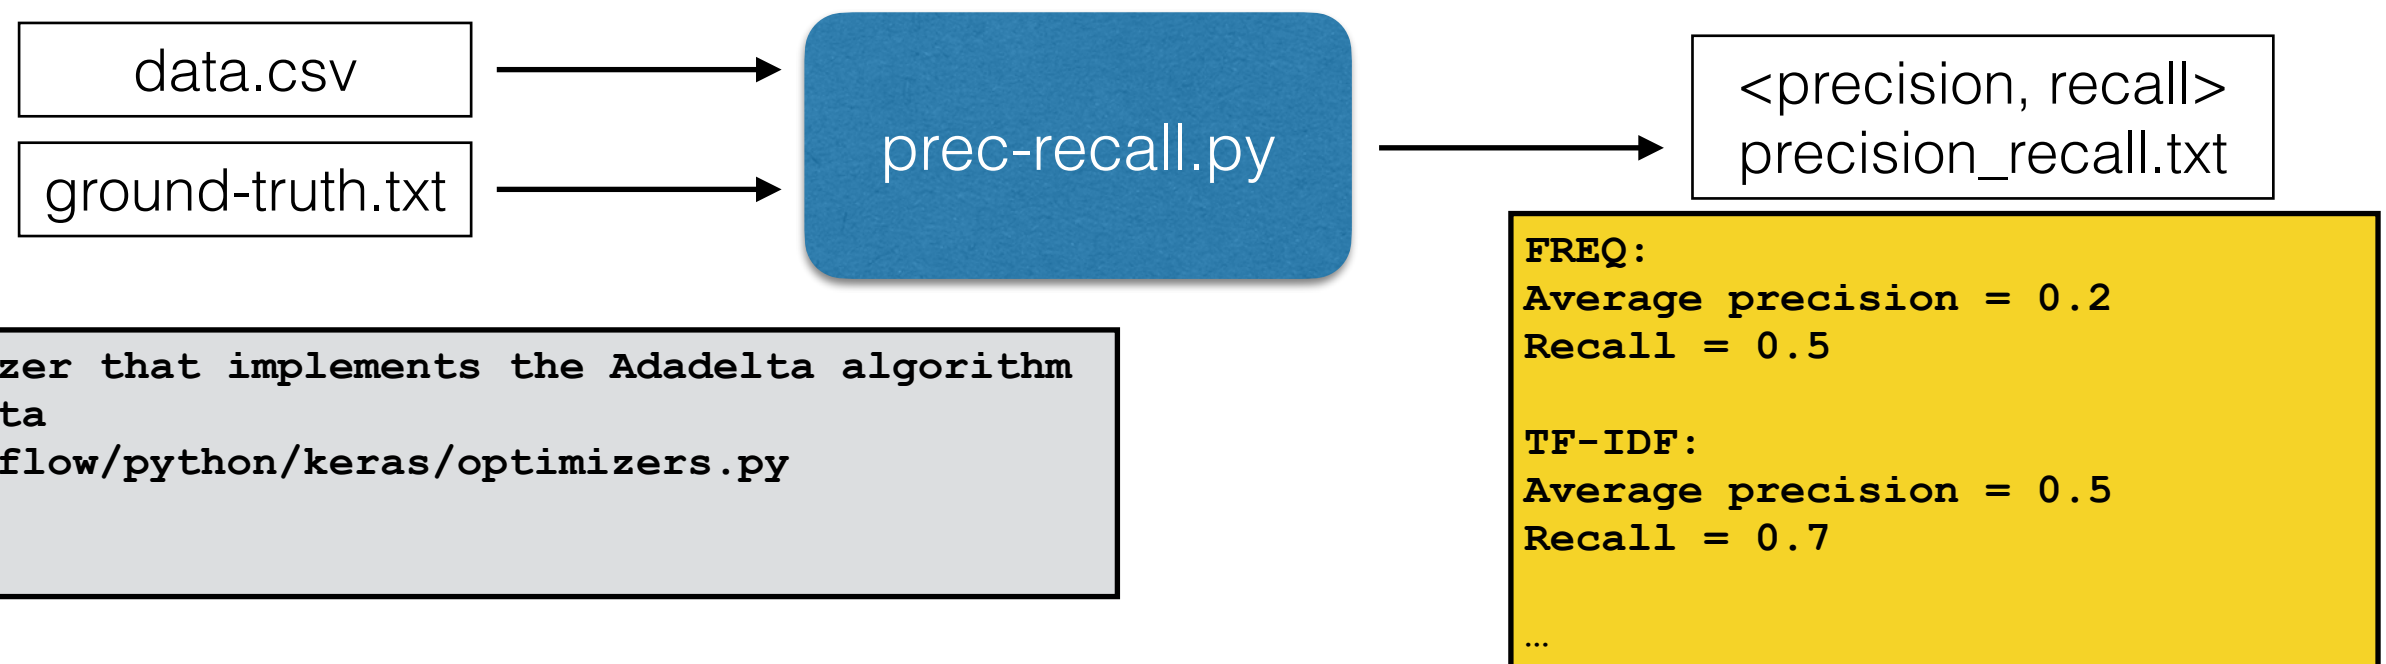 data.csv
ground-truth.txt
prec-recall.py
<precision, recall>
precision_recall.txt
zer that implements the Adadelta algorithm
ta
flow/python/keras/optimizers.py
FREQ:
Average precision = 0.2
Recall = 0.5
TF-IDF:
Average precision = 0.5
Recall = 0.7
…